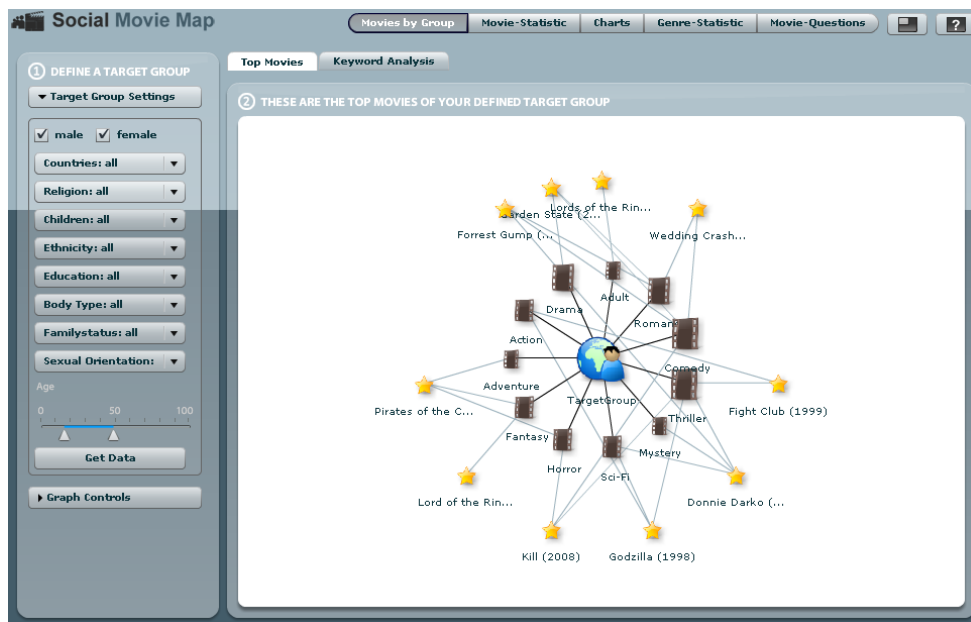 Social Movie Map
Movies by Group
Movie-Statistic
Charts
Genre-Statistic
Movie-Questions
?
Top Movies
Keyword Analysis
1 DEFINE A TARGET GROUP
Target Group Settings
male
female
Countries: all
Religion: all
Children: all
Ethnicity: all
Education: all
Body Type: all
Familystatus: all
Sexual Orientation:
Age
0 50 100
Get Data
Graph Controls
2 THESE ARE THE TOP MOVIES OF YOUR DEFINED TARGET GROUP
Lords of the Rin...
Garden State (2...
Forrest Gump (...
Wedding Crash...
Adult
Drama
Action
Comedy
Adventure
TargetGroup
Pirates of the C...
Fight Club (1999)
Thriller
Fantasy
Mystery
Horror
Sci-Fi
Lord of the Rin...
Donnie Darko (...
Kill (2008)
Godzilla (1998)